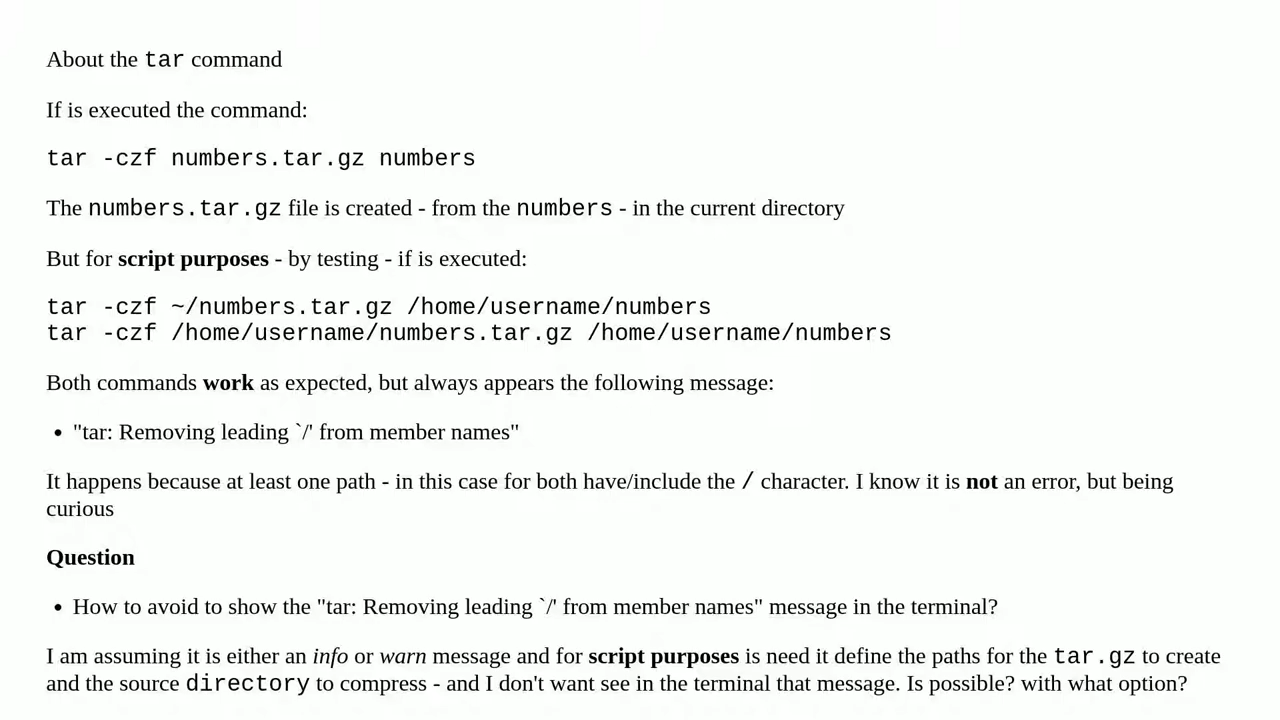 About the tar command
If is executed the command:
tar -czf numbers.tar.gz numbers
The numbers.tar.gz file is created - from the numbers - in the current directory
But for script purposes - by testing - if is executed:
tar -czf ~/numbers.tar.gz /home/username/numbers
tar -czf /home/username/numbers.tar.gz /home/username/numbers
Both commands work as expected, but always appears the following message:
• "tar: Removing leading `/' from member names"
It happens because at least one path - in this case for both have/include the / character. I know it is not an error, but being
curious
Question
• How to avoid to show the "tar: Removing leading `/' from member names" message in the terminal?
I am assuming it is either an info or warn message and for script purposes is need it define the paths for the tar.gz to create
and the source directory to compress - and I don't want see in the terminal that message. Is possible? with what option?